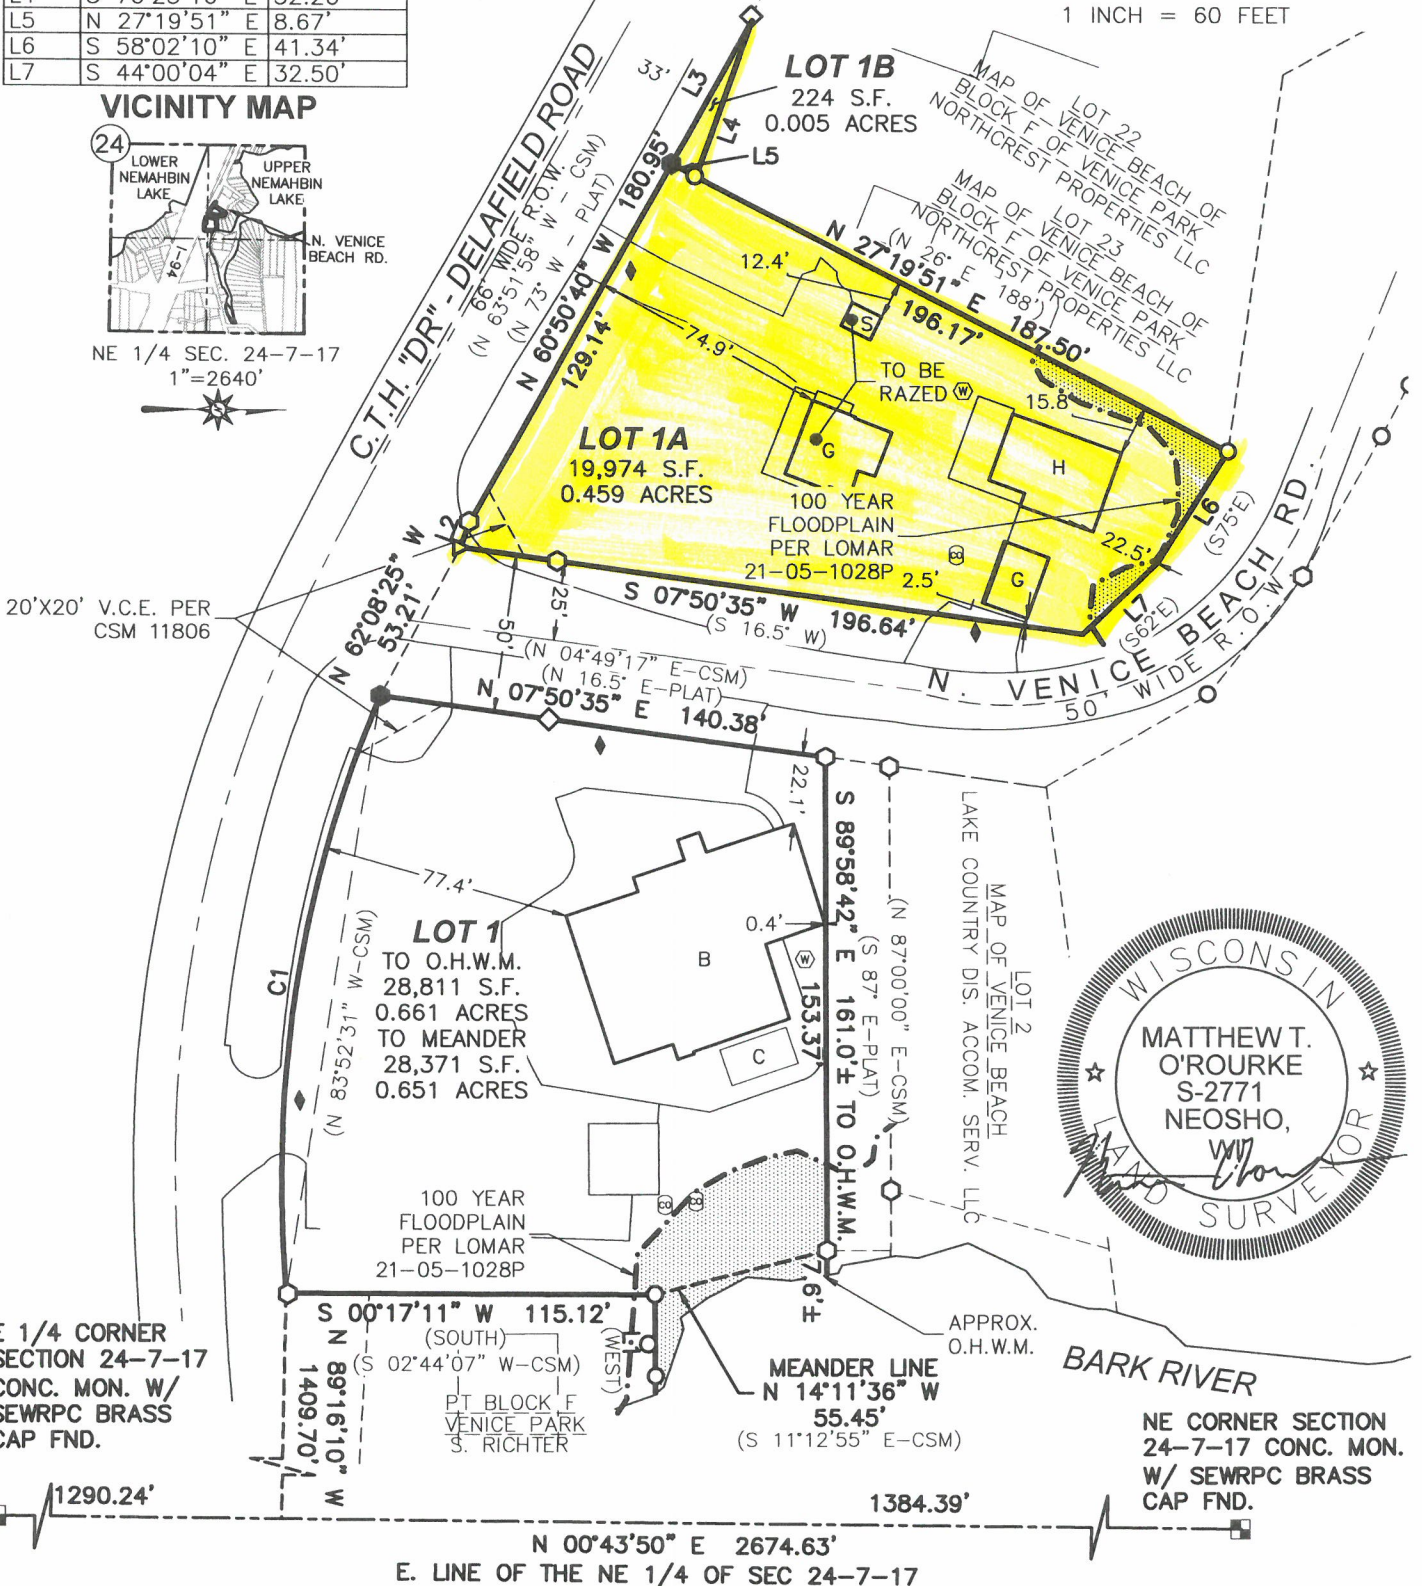 L5 N 27°19'51" E 8.67'
L6 S 58°02'10" E 41.34'
L7 S 44°00'04" E 32.50'
1 INCH = 60 FEET
VICINITY MAP
24
LOWER
NEMAHBIN
LAKE
UPPER
NEMAHBIN
LAKE
I-94
N. VENICE
BEACH RD.
NE 1/4 SEC. 24-7-17
1"=2640'
C.T.H. "DR" - DELAFIELD ROAD
66' WIDE R.O.W.
(N 63°51'58" W - CSM)
(N 73° W - PLAT)
33'
L3
L4
L5
LOT 1B
224 S.F.
0.005 ACRES
LOT 22
MAP OF VENICE BEACH OF
BLOCK F OF VENICE PARK
NORTHCREST PROPERTIES LLC
LOT 23
MAP OF VENICE BEACH OF
BLOCK F OF VENICE PARK
NORTHCREST PROPERTIES LLC
N 60°50'40" W 180.95'
129.14'
N 27°19'51" E 187.50'
(N 26° E 188')
196.17'
12.4'
74.9'
S
TO BE
RAZED
W
15.8'
G
H
LOT 1A
19,974 S.F.
0.459 ACRES
100 YEAR
FLOODPLAIN
PER LOMAR
21-05-1028P
CO
2.5'
G
22.5'
L6
(S75°E)
L7
(S62°E)
L2
S 07°50'35" W 196.64'
(S 16.5° W)
25'
50'
20'X20' V.C.E. PER
CSM 11806
N 62°08'25" W
53.21'
(N 04°49'17" E-CSM)
(N 16.5° E-PLAT)
N 07°50'35" E 140.38'
N. VENICE BEACH RD.
50' WIDE R.O.W.
22.1'
77.4'
LOT 1
TO O.H.W.M.
28,811 S.F.
0.661 ACRES
TO MEANDER
28,371 S.F.
0.651 ACRES
C1
(N 83°52'31" W-CSM)
B
0.4'
W
C
S 89°58'42" E 161.0'± TO O.H.W.M.
153.37'
(N 87°00'00" E-CSM)
(S 87° E-PLAT)
LOT 2
MAP OF VENICE BEACH
LAKE COUNTRY DIS. ACCOM. SERV. LLC
WISCONSIN
MATTHEW T.
O'ROURKE
S-2771
NEOSHO,
WI
LAND SURVEYOR
100 YEAR
FLOODPLAIN
PER LOMAR
21-05-1028P
CO
CO
S 00°17'11" W 115.12'
(SOUTH)
(S 02°44'07" W-CSM)
(WEST)
PT BLOCK F
VENICE PARK
S. RICHTER
N 89°16'10" W
1409.70'
MEANDER LINE
N 14°11'36" W
55.45'
(S 11°12'55" E-CSM)
APPROX.
O.H.W.M.
BARK RIVER
E 1/4 CORNER
SECTION 24-7-17
CONC. MON. W/
SEWRPC BRASS
CAP FND.
NE CORNER SECTION
24-7-17 CONC. MON.
W/ SEWRPC BRASS
CAP FND.
1290.24'
1384.39'
N 00°43'50" E 2674.63'
E. LINE OF THE NE 1/4 OF SEC 24-7-17